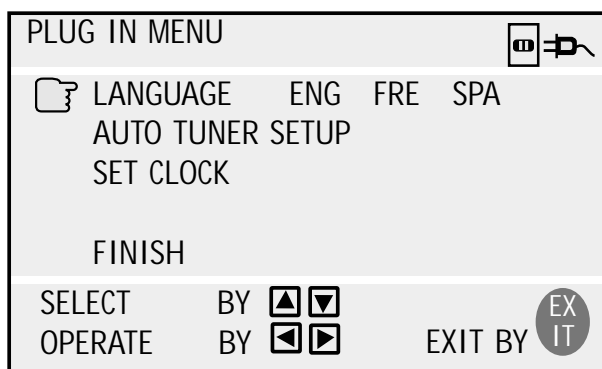 PLUG IN MENU
LANGUAGE ENG FRE SPA
AUTO TUNER SETUP
SET CLOCK
FINISH
SELECT BY ▲ ▼
OPERATE BY ◀ ▶ EXIT BY EXIT